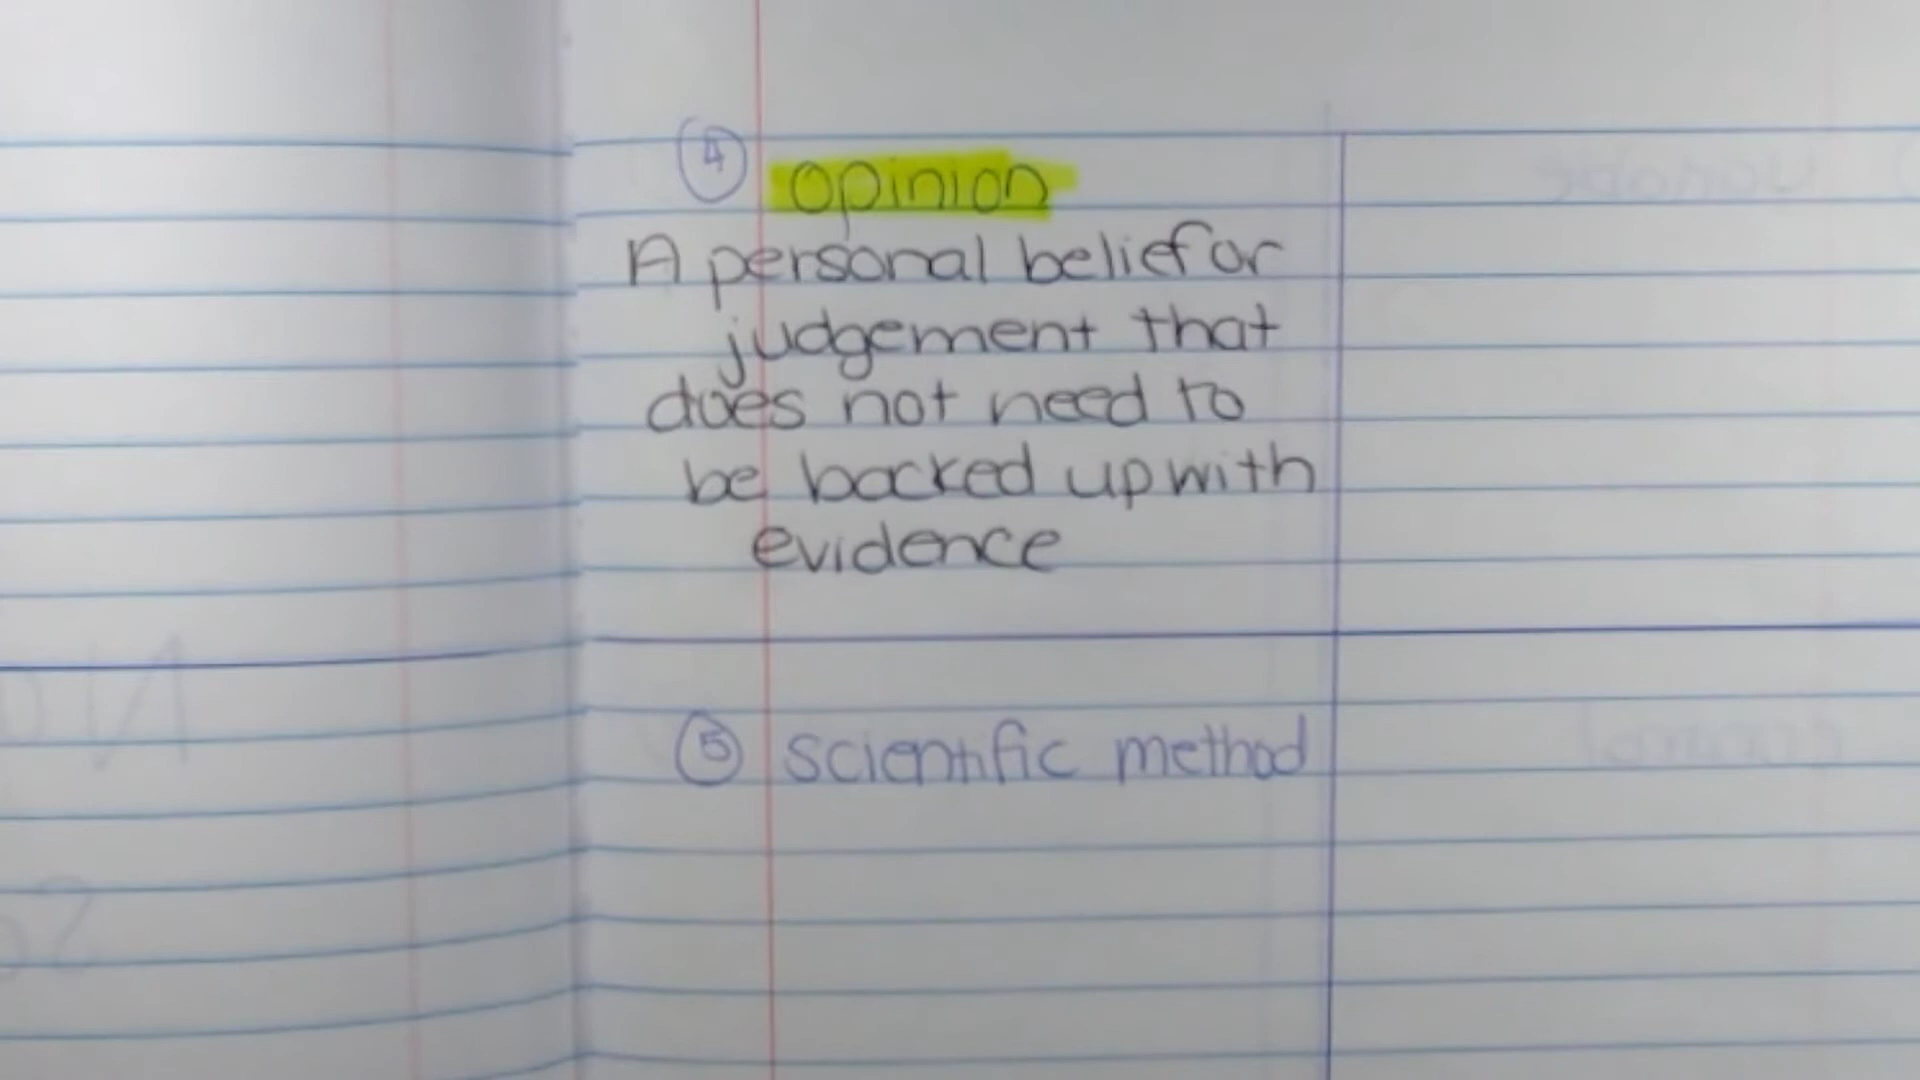 4 opinion
A personal belief or
judgement that
does not need to
be backed up with
evidence
5 scientific method